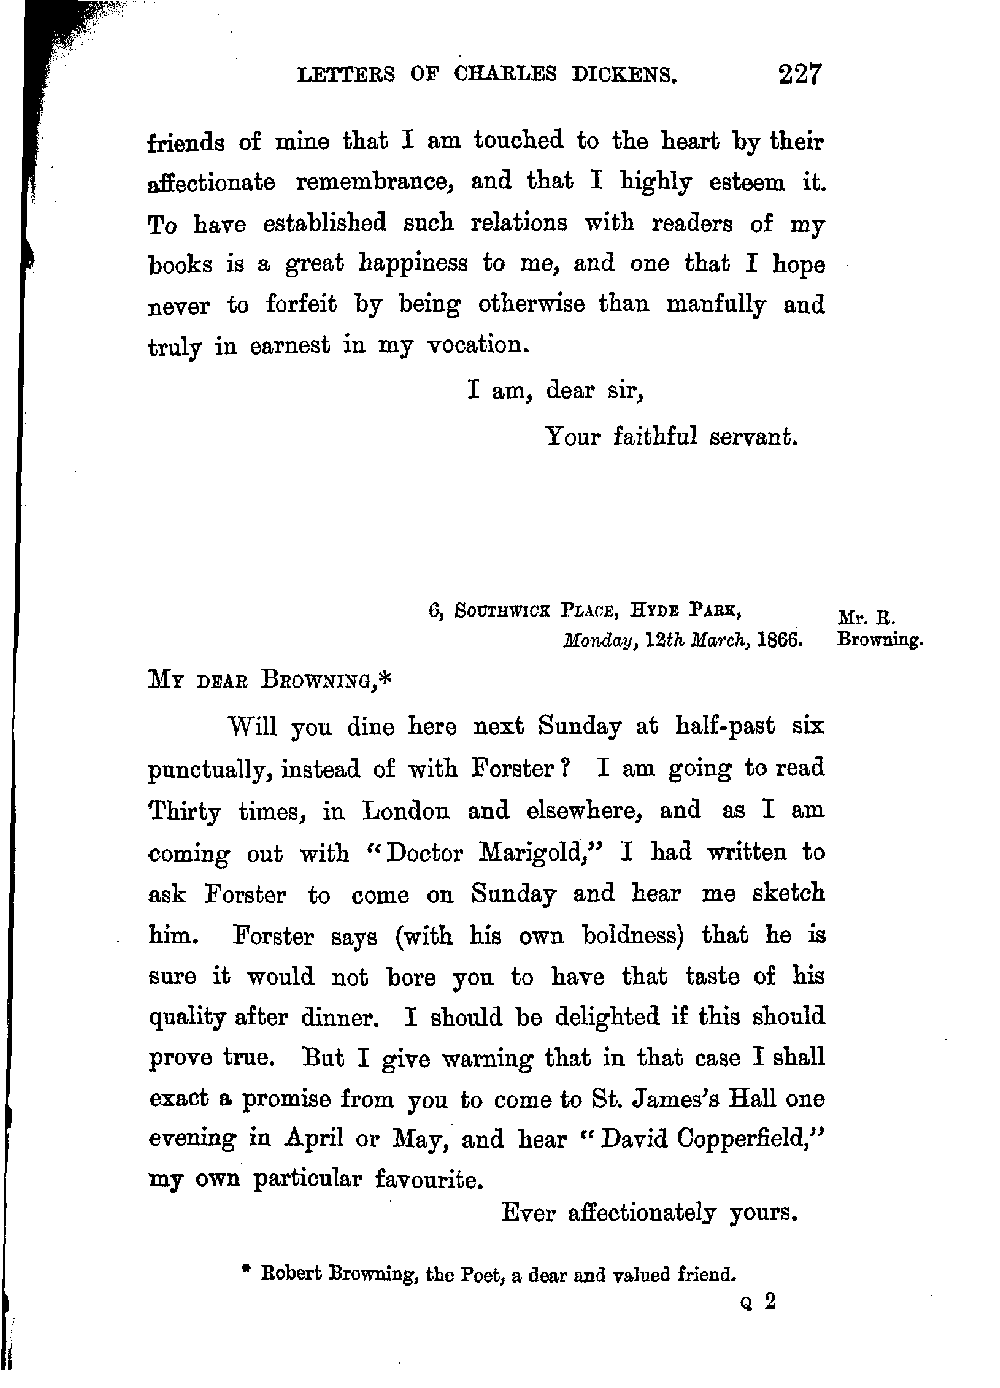 LETTERS OF CHARLES DICKENS. 227
friends of mine that I am touched to the heart by their
affectionate remembrance, and that I highly esteem it.
To have established such relations with readers of my
books is a great happiness to me, and one that I hope
never to forfeit by being otherwise than manfully and
truly in earnest in my vocation.
I am, dear sir,
Your faithful servant.
6, Southwick Place, Hyde Park,
Monday, 12th March, 1866.
Mr. R.
Browning.
My dear Browning,*
Will you dine here next Sunday at half-past six
punctually, instead of with Forster? I am going to read
Thirty times, in London and elsewhere, and as I am
coming out with "Doctor Marigold," I had written to
ask Forster to come on Sunday and hear me sketch
him. Forster says (with his own boldness) that he is
sure it would not bore you to have that taste of his
quality after dinner. I should be delighted if this should
prove true. But I give warning that in that case I shall
exact a promise from you to come to St. James's Hall one
evening in April or May, and hear "David Copperfield,"
my own particular favourite.
Ever affectionately yours.
* Robert Browning, the Poet, a dear and valued friend.
Q 2